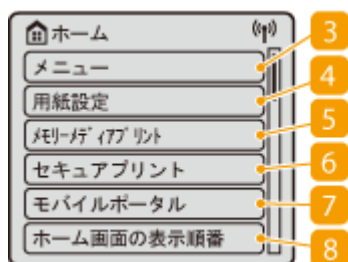 ホーム
3
メニュー
4
用紙設定
5
ﾒﾓﾘｰﾒﾃﾞｨｱﾌﾟﾘﾝﾄ
6
セキュアプリント
7
モバイルポータル
8
ホーム画面の表示順番